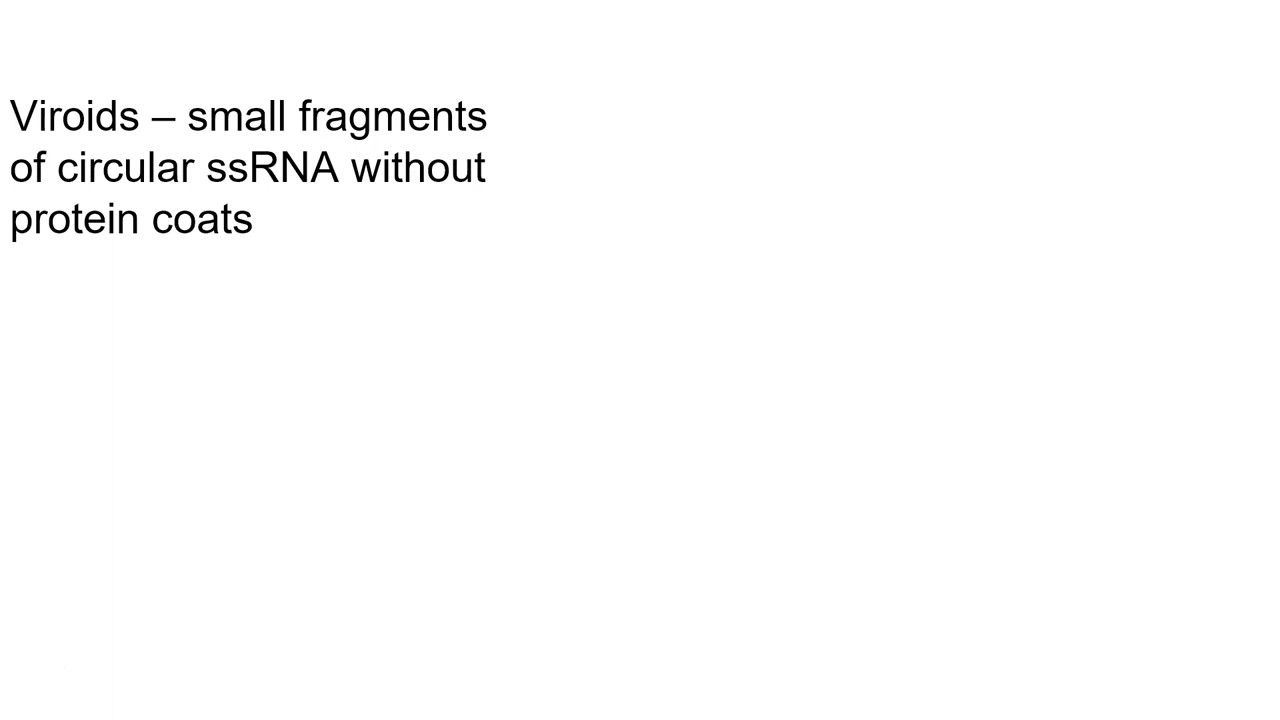 Viroids – small fragments
of circular ssRNA without
protein coats